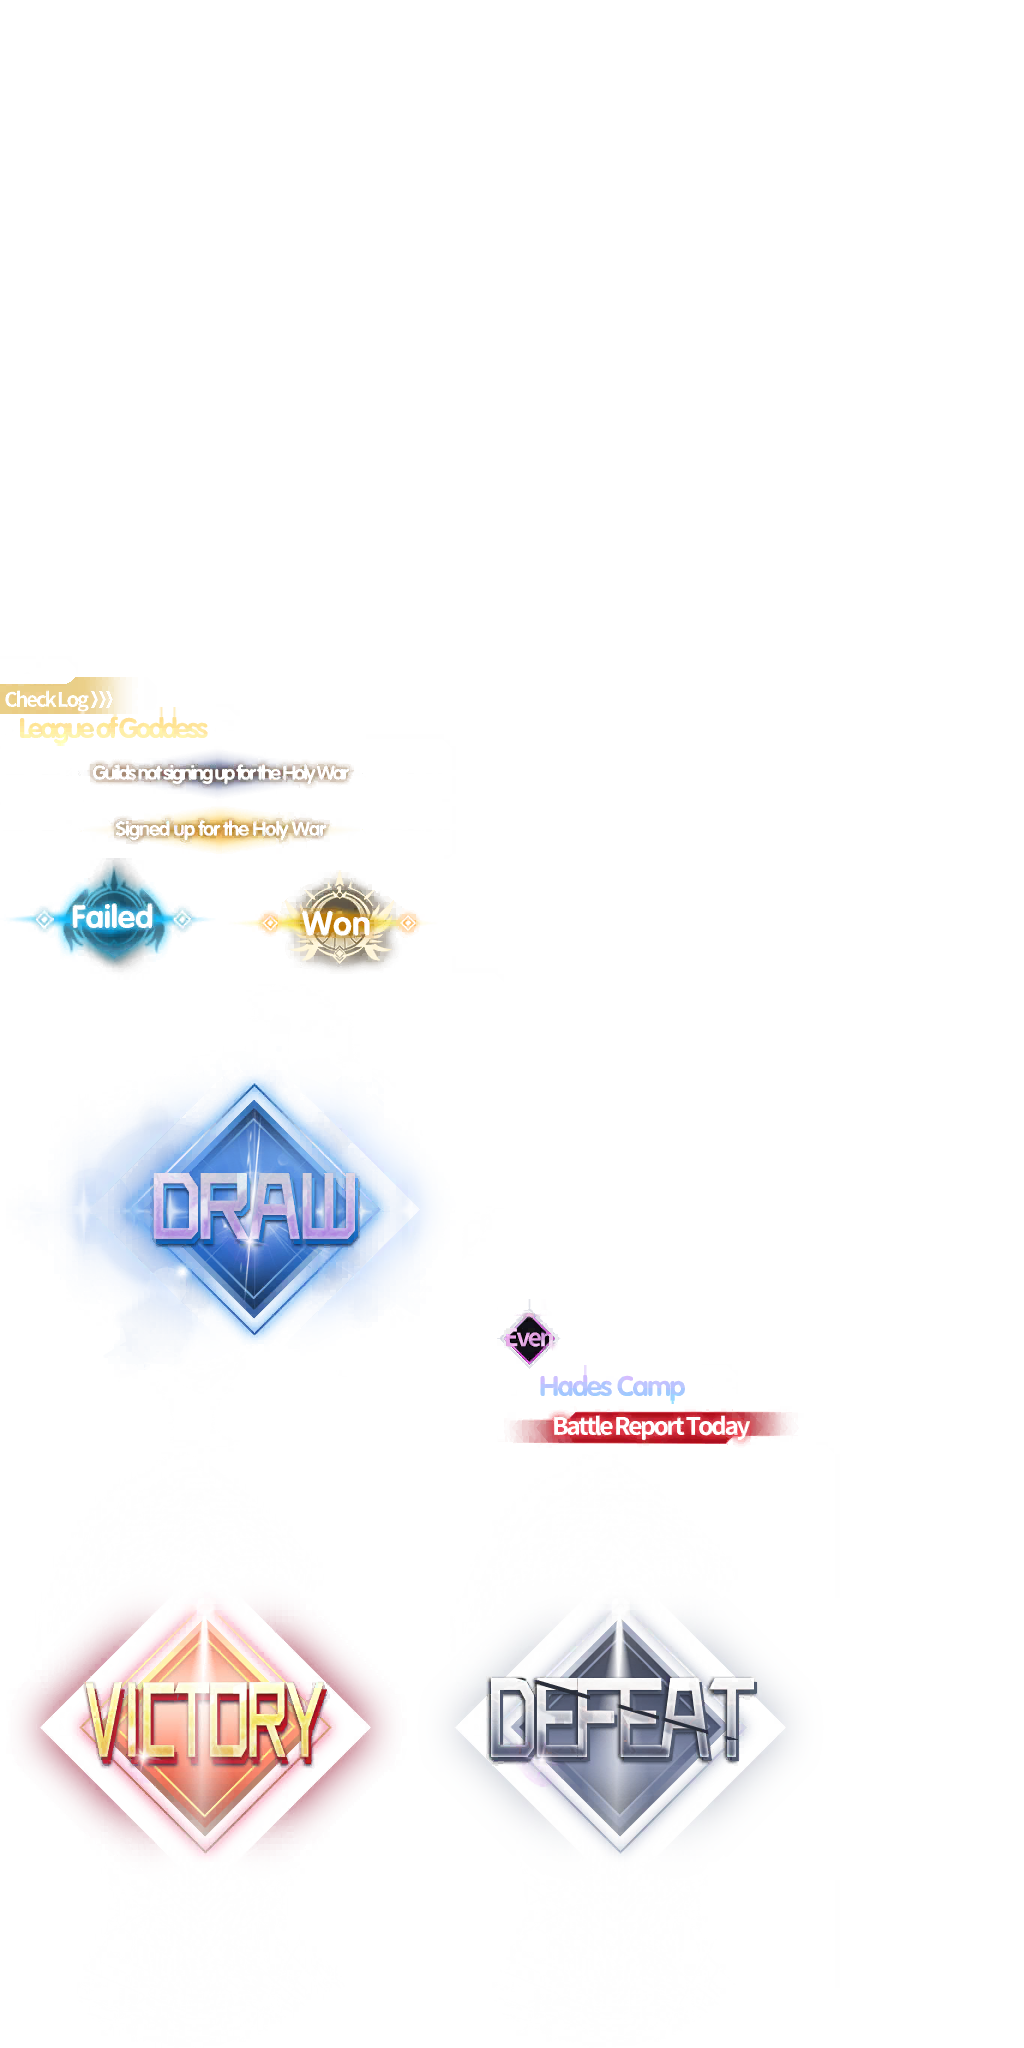 Check Log
League of Goddess
Guilds not signing up for the Holy War
Signed up for the Holy War
Failed
Won
DRAW
Even
Hades Camp
Battle Report Today
VICTORY
DEFEAT